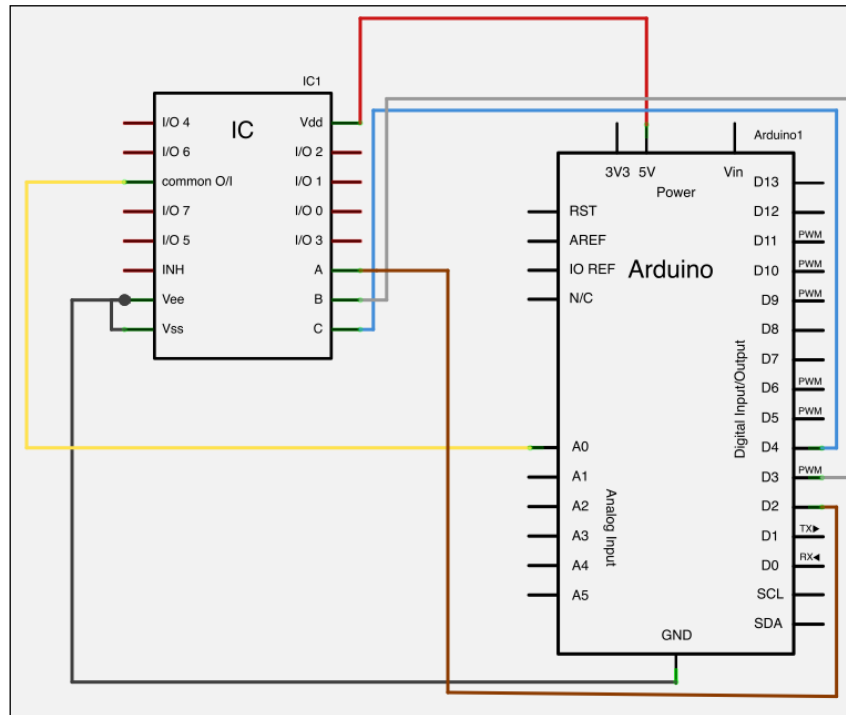 IC1
IC
I/O 4
I/O 6
common O/I
I/O 7
I/O 5
INH
Vee
Vss
Vdd
I/O 2
I/O 1
I/O 0
I/O 3
A
B
C
Arduino1
3V3 5V Vin
Power
Arduino
RST
AREF
IO REF
N/C
A0
A1
A2
A3
A4
A5
Analog Input
D13
D12
D11 PWM
D10 PWM
D9 PWM
D8
D7
D6 PWM
D5 PWM
D4
D3 PWM
D2
D1 TX▶
D0 RX◀
SCL
SDA
Digital Input/Output
GND